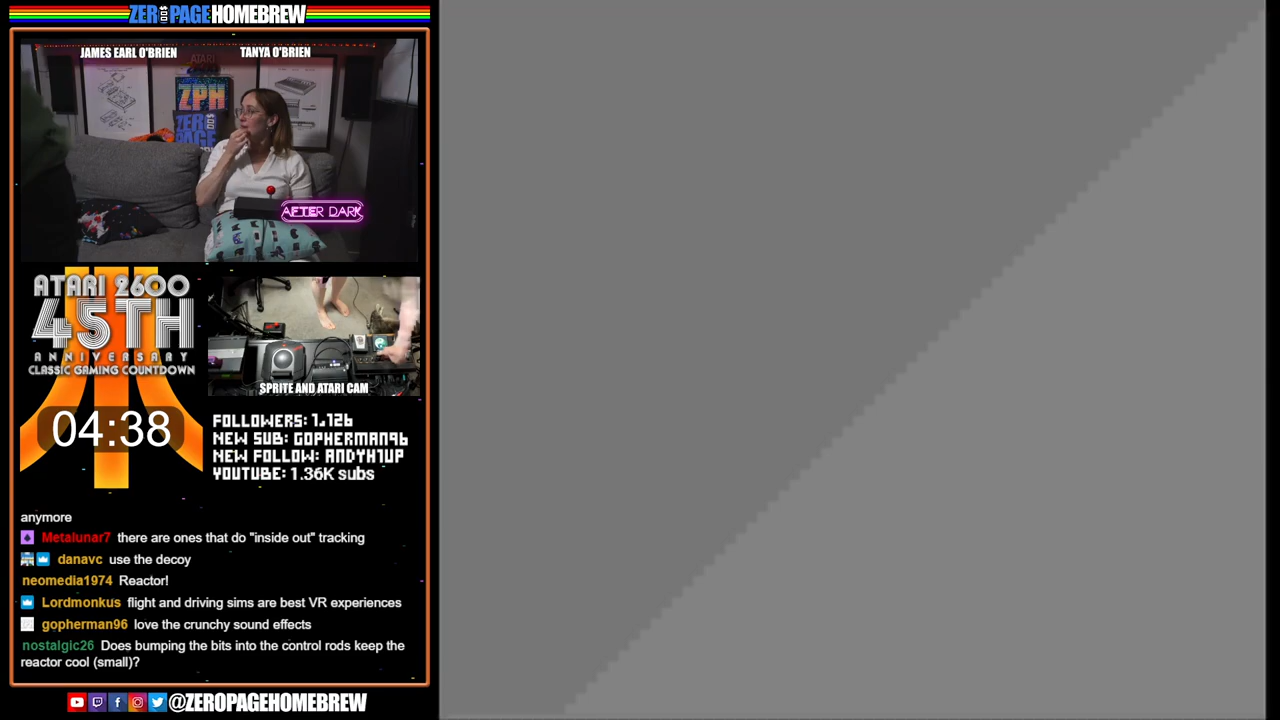 ZEROPAGEHOMEBREW
JAMES EARL O'BRIEN
TANYA O'BRIEN
ATARI
ZPH
ZERO
PAGE
AFTER DARK
ATARI 2600
45TH
ANNIVERSARY
CLASSIC GAMING COUNTDOWN
04:38
SPRITE AND ATARI CAM
FOLLOWERS: 1,126
NEW SUB: GOPHERMAN96
NEW FOLLOW: ANDYH1UP
YOUTUBE: 1.36K subs
anymore
Metalunar7 there are ones that do "inside out" tracking
danavc use the decoy
neomedia1974 Reactor!
Lordmonkus flight and driving sims are best VR experiences
gopherman96 love the crunchy sound effects
nostalgic26 Does bumping the bits into the control rods keep the
reactor cool (small)?
@ZEROPAGEHOMEBREW